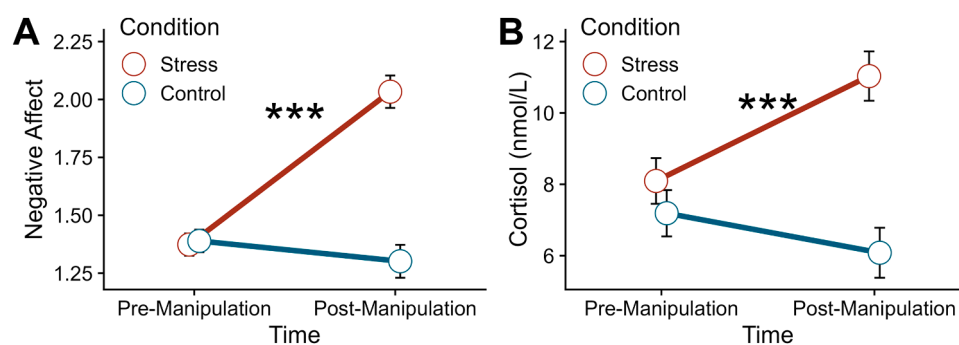 A
Condition
Stress
Control
Negative Affect
2.25
2.00
1.75
1.50
1.25
***
Pre-Manipulation
Post-Manipulation
Time
B
Condition
Stress
Control
Cortisol (nmol/L)
12
10
8
6
***
Pre-Manipulation
Post-Manipulation
Time